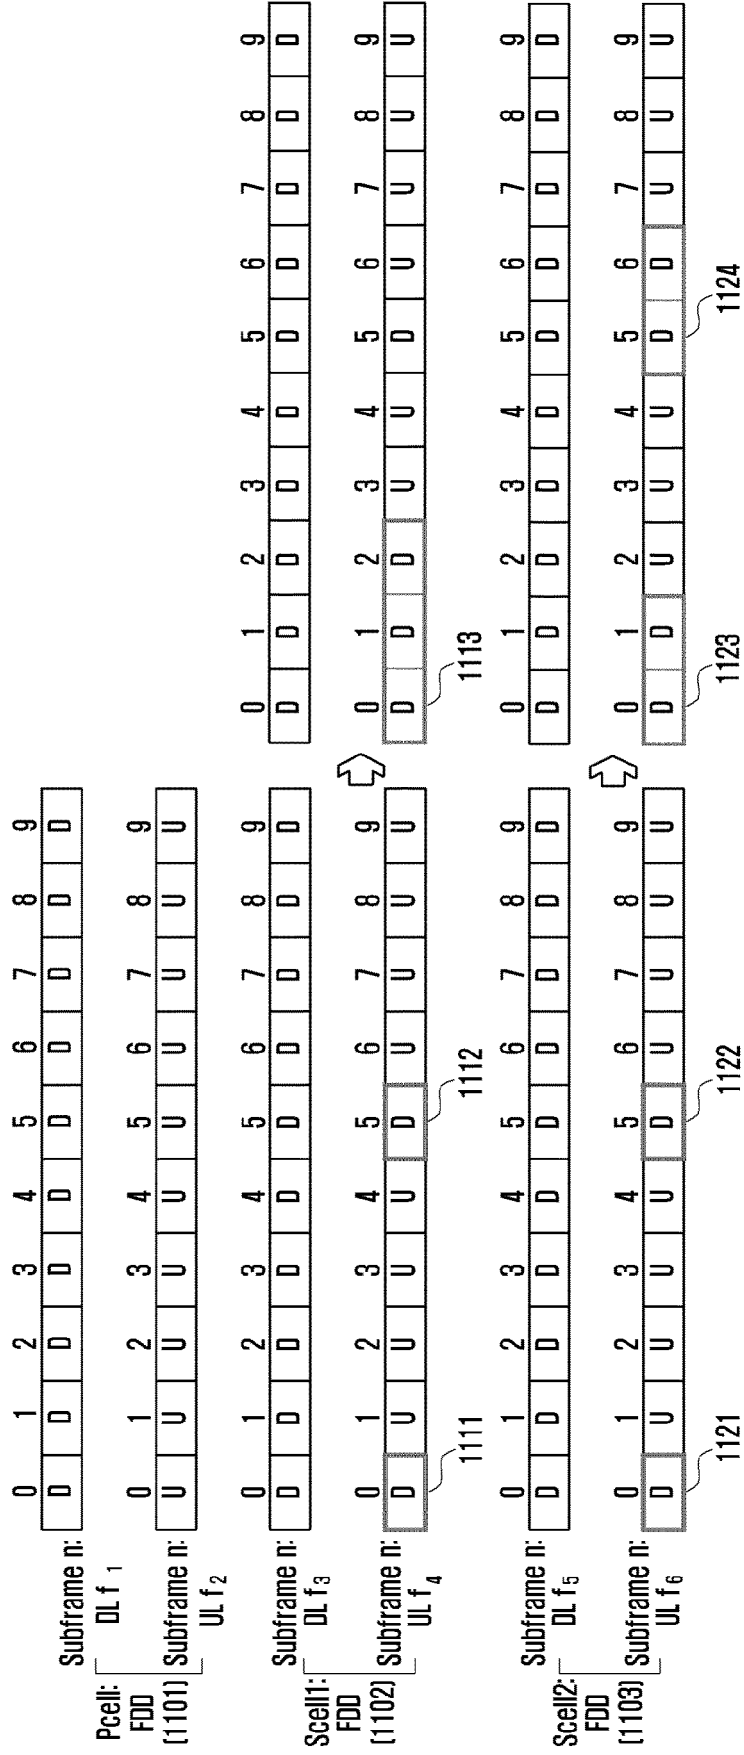 Pcell:
FDD
(1101)
Subframe n:
DL f 1
0 1 2 3 4 5 6 7 8 9
D D D D D D D D D D
Subframe n:
UL f 2
0 1 2 3 4 5 6 7 8 9
U U U U U U U U U U
Scell1:
FDD
(1102)
Subframe n:
DL f 3
0 1 2 3 4 5 6 7 8 9
D D D D D D D D D D
0 1 2 3 4 5 6 7 8 9
D D D D D D D D D D
Subframe n:
UL f 4
0 1 2 3 4 5 6 7 8 9
D U U U U D U U U U
0 1 2 3 4 5 6 7 8 9
D D D U U D U U U U
1111
1112
1113
Scell2:
FDD
(1103)
Subframe n:
DL f 5
0 1 2 3 4 5 6 7 8 9
D D D D D D D D D D
0 1 2 3 4 5 6 7 8 9
D D D D D D D D D D
Subframe n:
UL f 6
0 1 2 3 4 5 6 7 8 9
D U U U U D U U U U
0 1 2 3 4 5 6 7 8 9
D D U U U D D U U U
1121
1122
1123
1124